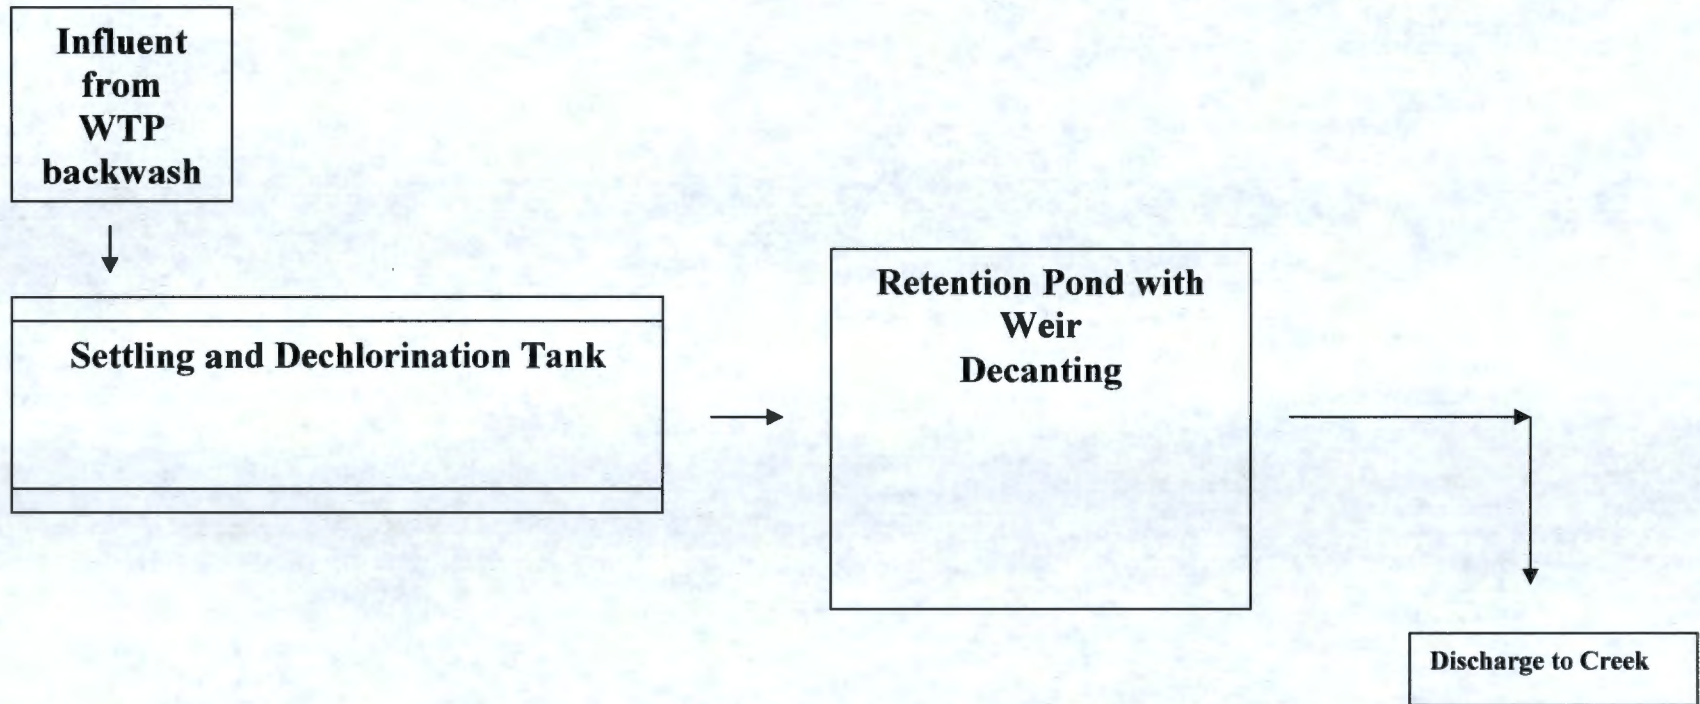 Influent
from
WTP
backwash
Settling and Dechlorination Tank
Retention Pond with
Weir
Decanting
Discharge to Creek